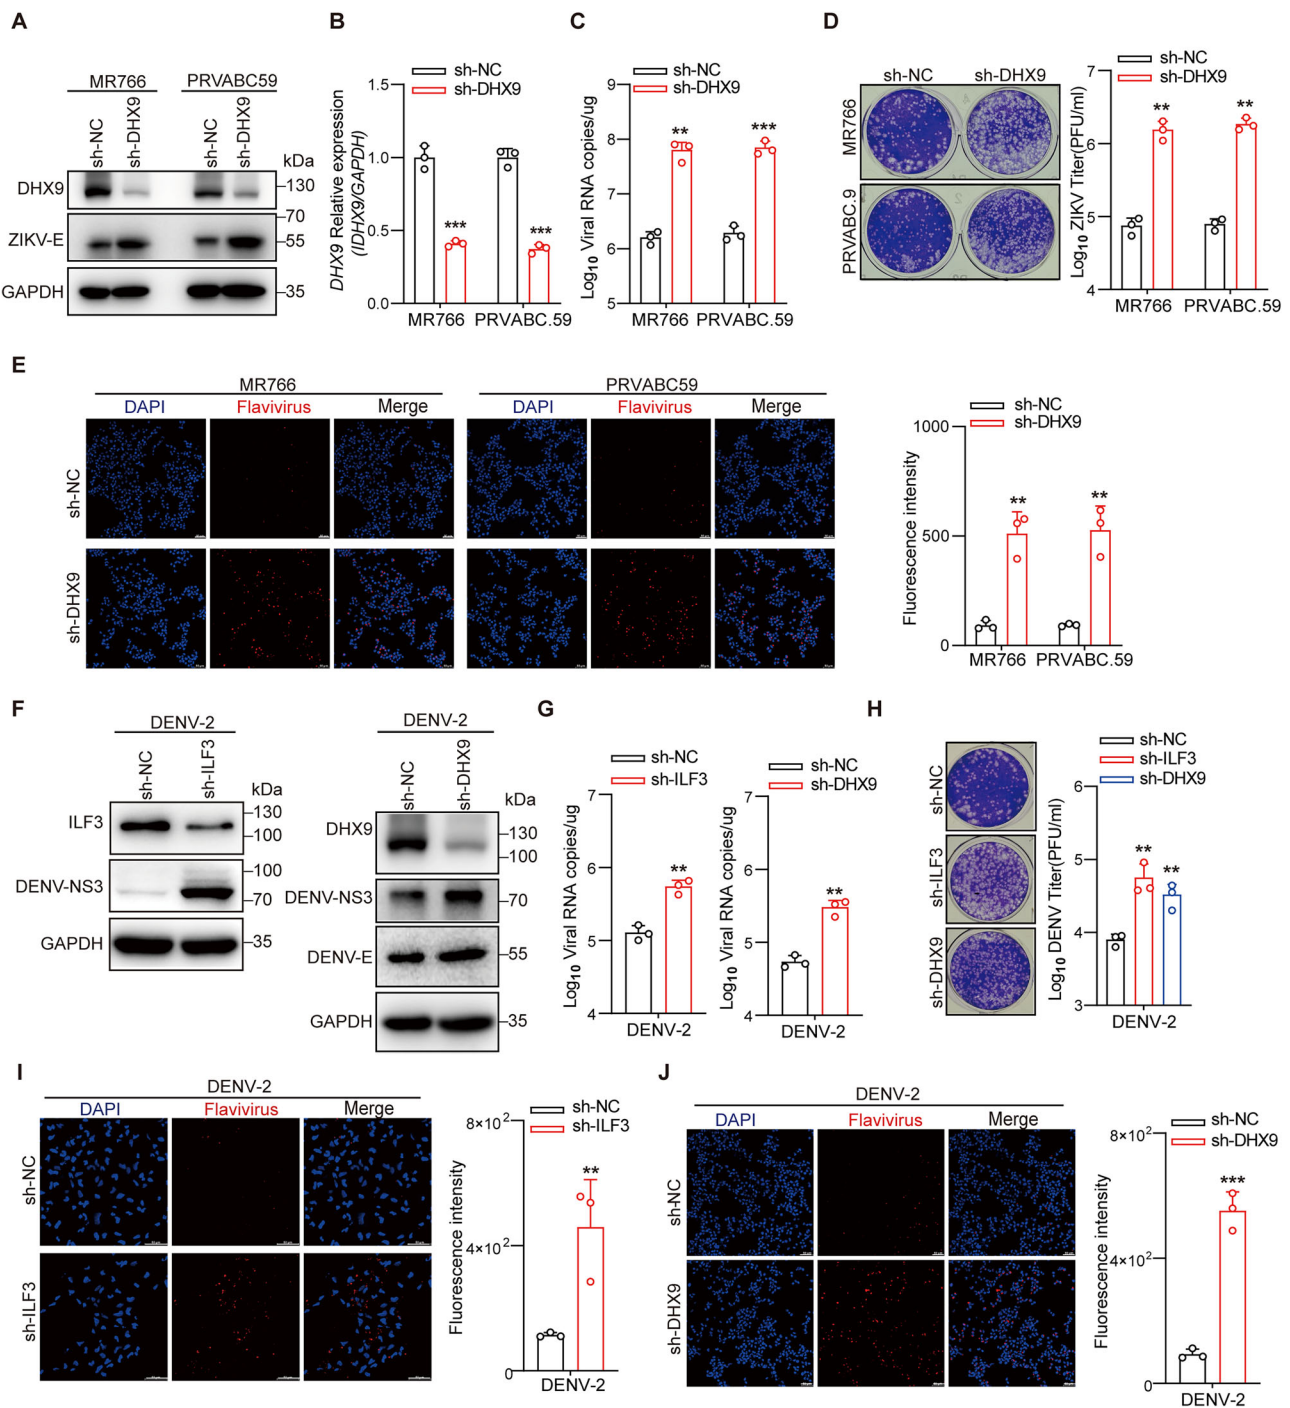 A
MR766 PRVABC59
sh-NC
sh-DHX9
sh-NC
sh-DHX9
kDa
DHX9
130
70
ZIKV-E
55
GAPDH
35
B
sh-NC
sh-DHX9
DHX9 Relative expression
(IDHX9/GAPDH)
1.5
1.0
0.5
0.0
*** ***
MR766 PRVABC.59
C
sh-NC
sh-DHX9
Log10 Viral RNA copies/ug
9
8
7
6
5
** ***
MR766 PRVABC.59
D
sh-NC sh-DHX9
MR766
PRVABC.9
sh-NC
sh-DHX9
Log10 ZIKV Titer(PFU/ml)
7
6
5
4
** **
MR766 PRVABC.59
E
MR766 PRVABC59
DAPI Flavivirus Merge DAPI Flavivirus Merge
sh-NC
sh-DHX9
sh-NC
sh-DHX9
Fluorescence intensity
1000
500
0
** **
MR766 PRVABC.59
F
DENV-2
sh-NC
sh-ILF3
kDa
ILF3
130
100
100
DENV-NS3
70
GAPDH
35
DENV-2
sh-NC
sh-DHX9
kDa
DHX9
130
100
DENV-NS3
70
DENV-E
55
GAPDH
35
G
sh-NC
sh-ILF3
Log10 Viral RNA copies/ug
7
6
5
4
**
DENV-2
sh-NC
sh-DHX9
Log10 Viral RNA copies/ug
7
6
5
4
**
DENV-2
H
sh-NC
sh-ILF3
sh-DHX9
sh-NC
sh-ILF3
sh-DHX9
Log10 DENV Titer(PFU/ml)
6
5
4
3
** **
DENV-2
I
DENV-2
DAPI Flavivirus Merge
sh-NC
sh-ILF3
sh-NC
sh-ILF3
Fluorescence intensity
8×10²
4×10²
0
**
DENV-2
J
DENV-2
DAPI Flavivirus Merge
sh-NC
sh-DHX9
sh-NC
sh-DHX9
Fluorescence intensity
8×10²
4×10²
0
***
DENV-2